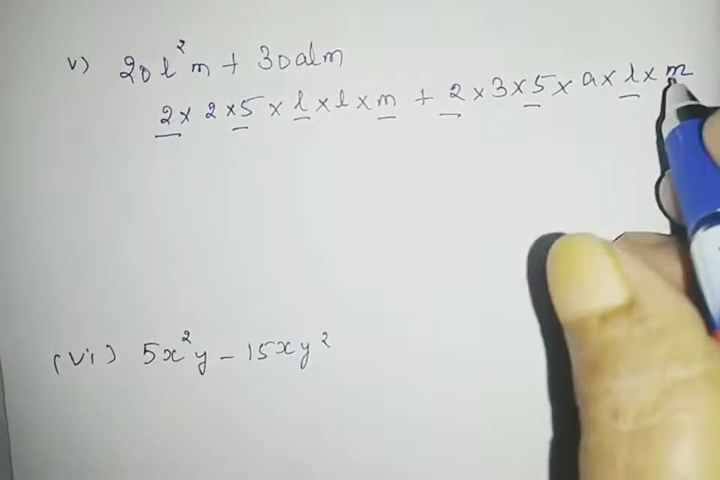 v) 20l²m + 30alm
2 × 2 × 5 × l × l × m + 2 × 3 × 5 × a × l × m
(vi) 5x²y - 15xy²